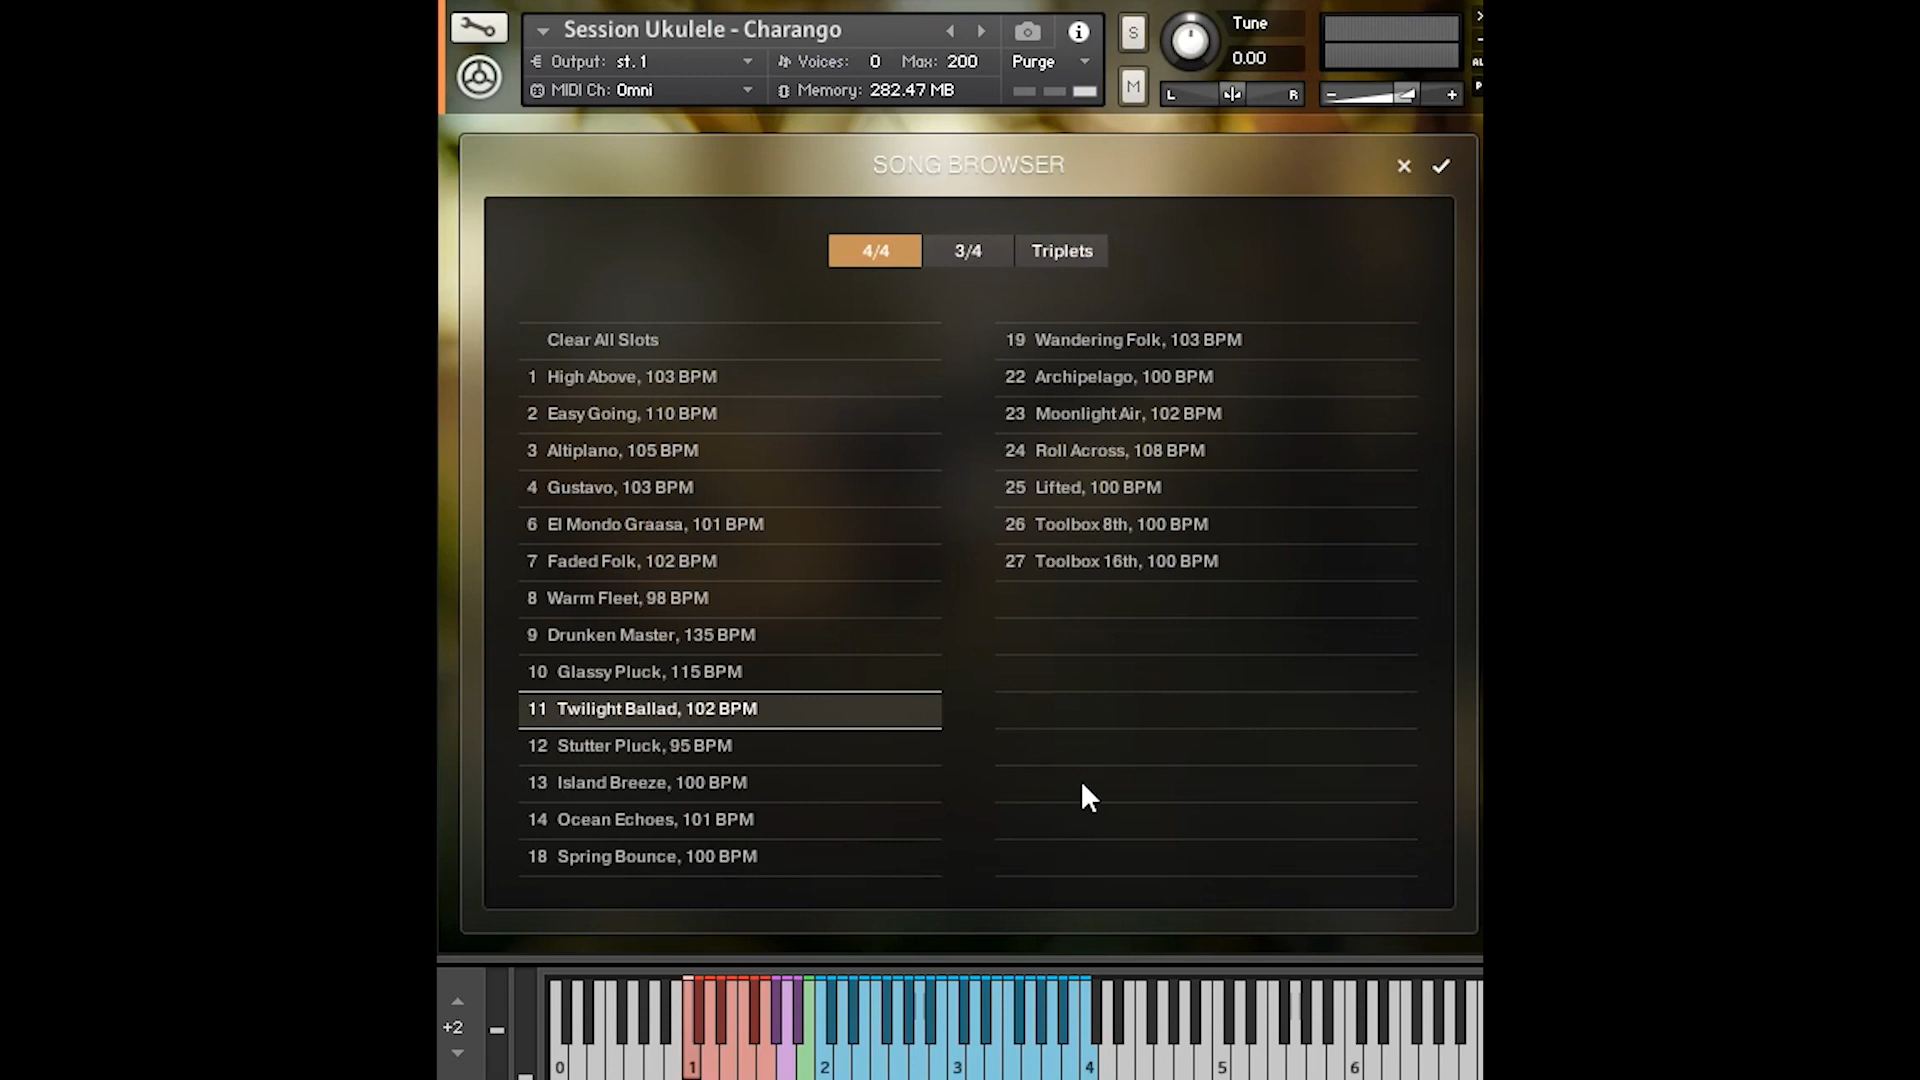 Session Ukulele - Charango
Output: st.1
Voices: 0 Max: 200
Purge
MIDI Ch: Omni
Memory: 282.47 MB
S
M
Tune
0.00
L R
- +
SONG BROWSER
4/4 3/4 Triplets
Clear All Slots
1 High Above, 103 BPM
2 Easy Going, 110 BPM
3 Altiplano, 105 BPM
4 Gustavo, 103 BPM
6 El Mondo Graasa, 101 BPM
7 Faded Folk, 102 BPM
8 Warm Fleet, 98 BPM
9 Drunken Master, 135 BPM
10 Glassy Pluck, 115 BPM
11 Twilight Ballad, 102 BPM
12 Stutter Pluck, 95 BPM
13 Island Breeze, 100 BPM
14 Ocean Echoes, 101 BPM
18 Spring Bounce, 100 BPM
19 Wandering Folk, 103 BPM
22 Archipelago, 100 BPM
23 Moonlight Air, 102 BPM
24 Roll Across, 108 BPM
25 Lifted, 100 BPM
26 Toolbox 8th, 100 BPM
27 Toolbox 16th, 100 BPM
+2
0 1 2 3 4 5 6